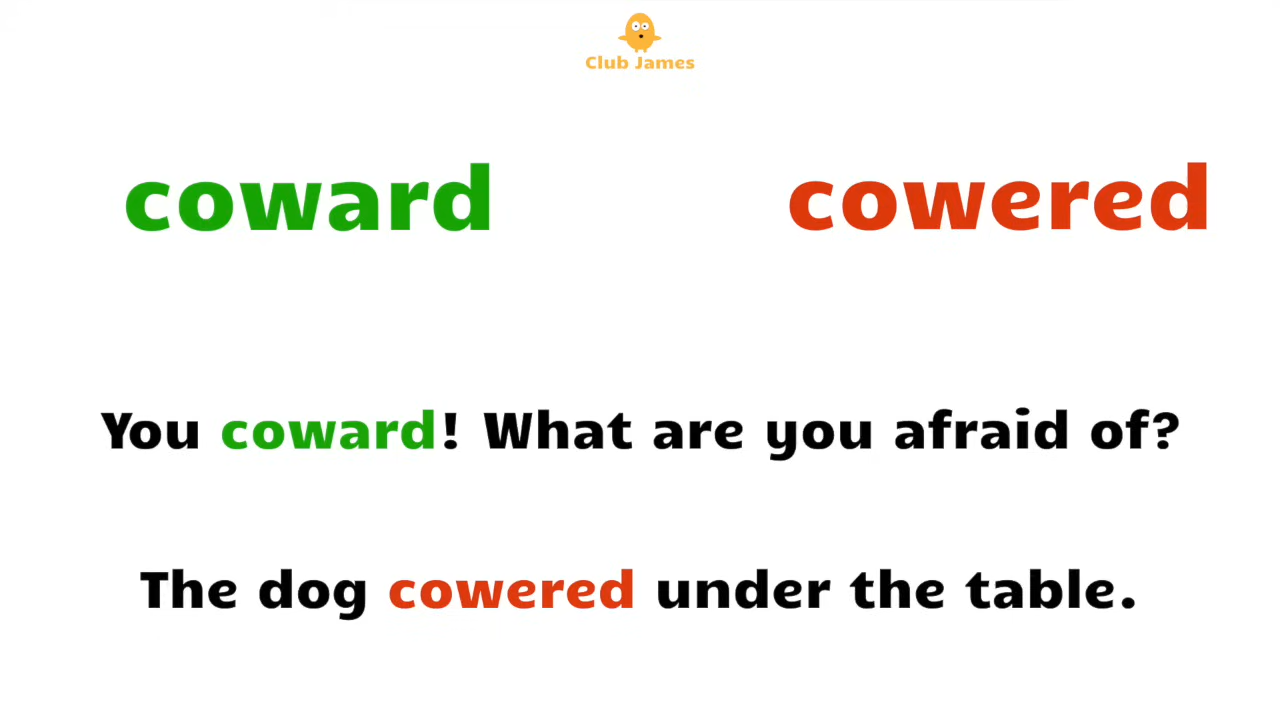 Club James
coward cowered
You coward! What are you afraid of?
The dog cowered under the table.